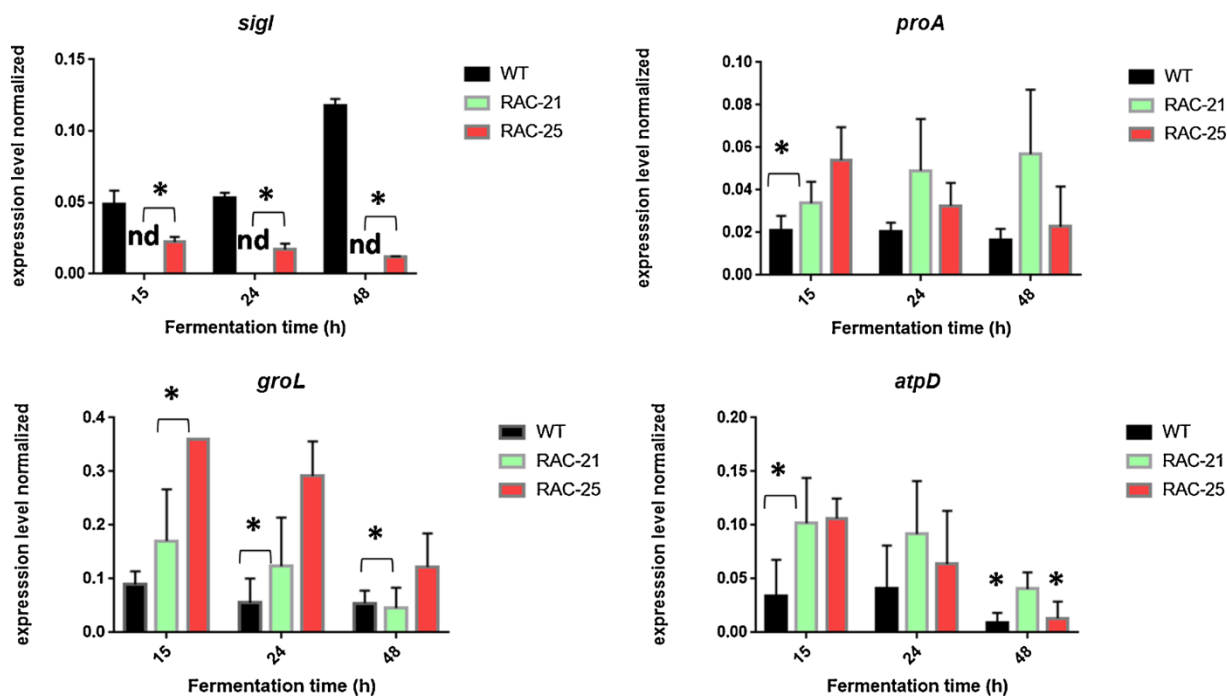 sigI
expresssion level normalized
0.15
0.10
0.05
0.00
*
*
*
nd
nd
nd
15
24
48
Fermentation time (h)
WT
RAC-21
RAC-25
proA
expresssion level normalized
0.10
0.08
0.06
0.04
0.02
0.00
*
15
24
48
Fermentation time (h)
WT
RAC-21
RAC-25
groL
expresssion level normalized
0.4
0.3
0.2
0.1
0.0
*
*
*
15
24
48
Fermentation time (h)
WT
RAC-21
RAC-25
atpD
expresssion level normalized
0.20
0.15
0.10
0.05
0.00
*
*
*
15
24
48
Fermentation time (h)
WT
RAC-21
RAC-25